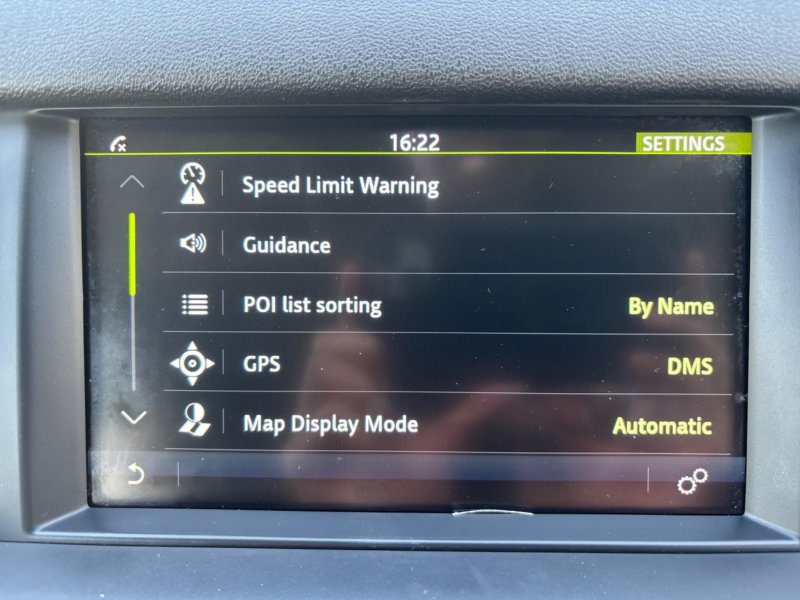 16:22
SETTINGS
Speed Limit Warning
Guidance
POI list sorting By Name
GPS DMS
Map Display Mode Automatic